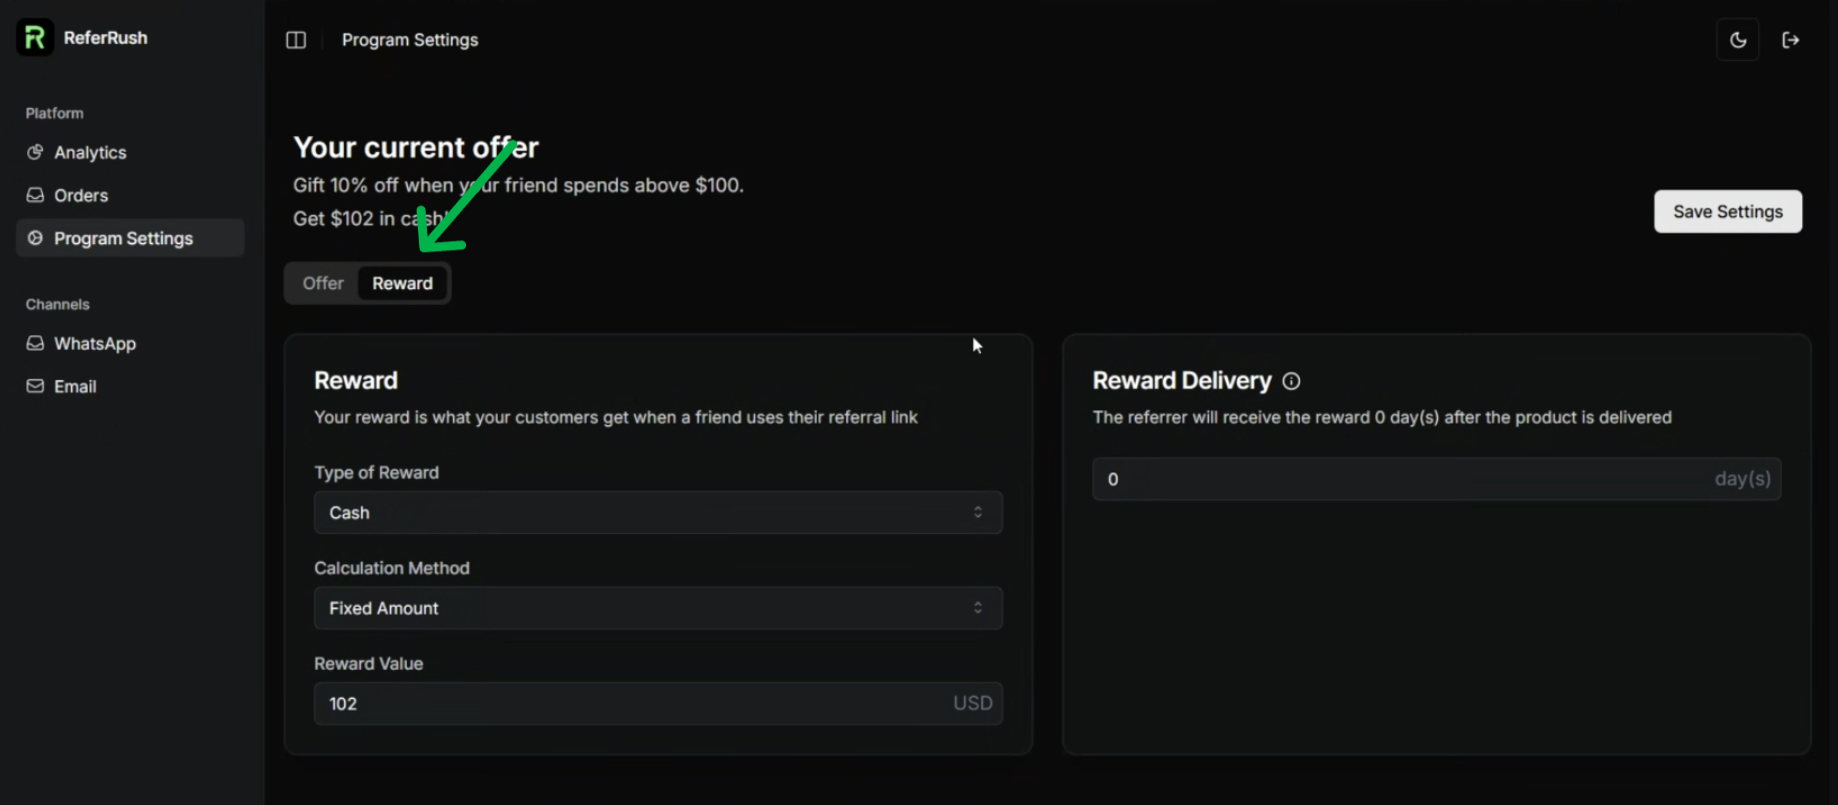 ReferRush
Program Settings
Platform
Analytics
Orders
Program Settings
Channels
WhatsApp
Email
Your current offer
Gift 10% off when your friend spends above $100.
Get $102 in cash!
Save Settings
Offer
Reward
Reward
Your reward is what your customers get when a friend uses their referral link
Type of Reward
Cash
Calculation Method
Fixed Amount
Reward Value
102 USD
Reward Delivery
The referrer will receive the reward 0 day(s) after the product is delivered
0 day(s)